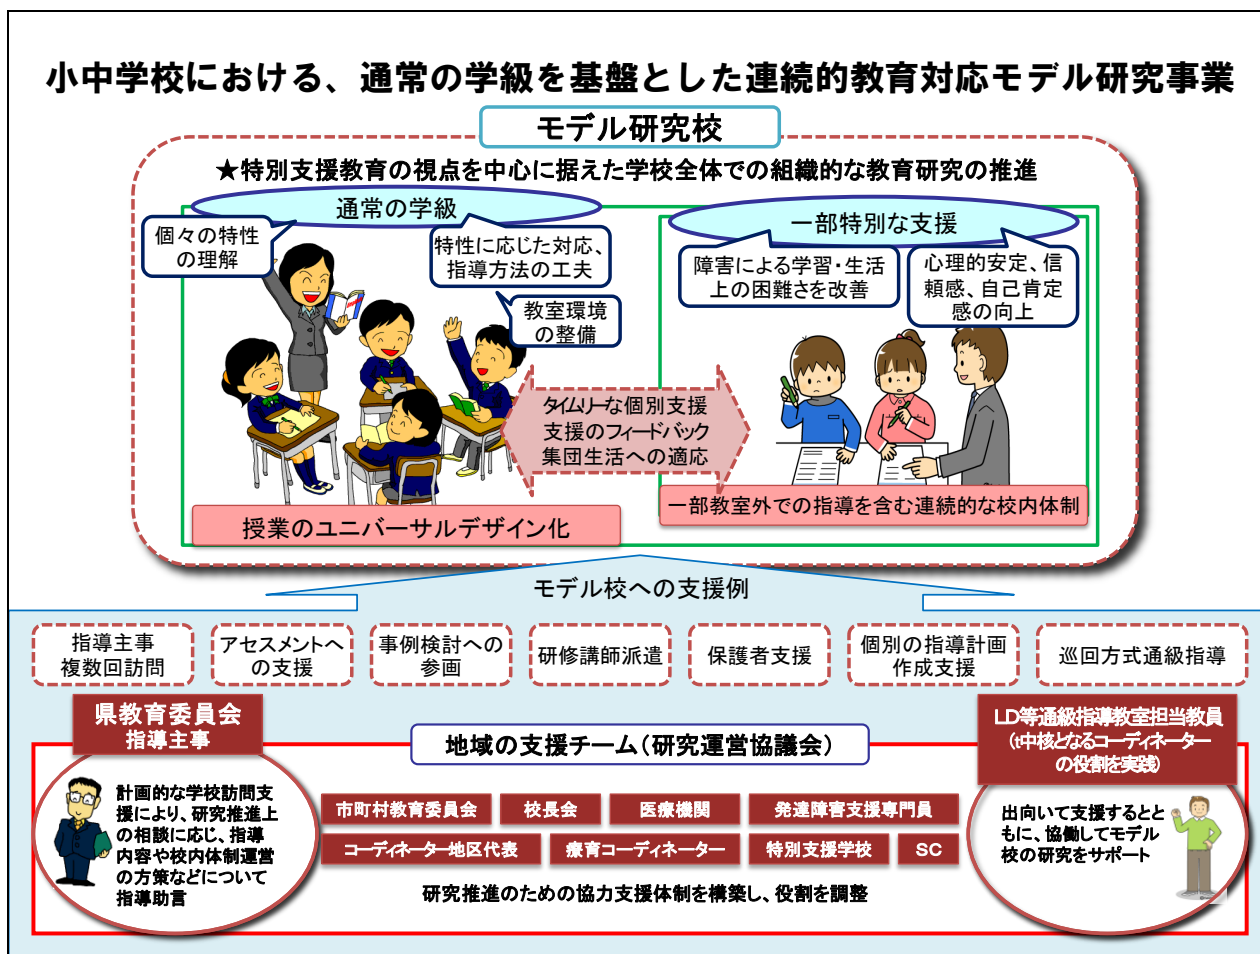 小中学校における、通常の学級を基盤とした連続的教育対応モデル研究事業
モデル研究校
★特別支援教育の視点を中心に据えた学校全体での組織的な教育研究の推進
通常の学級
個々の特性
の理解
特性に応じた対応、
指導方法の工夫
教室環境
の整備
授業のユニバーサルデザイン化
タイムリーな個別支援
支援のフィードバック
集団生活への適応
一部特別な支援
障害による学習・生活
上の困難さを改善
心理的安定、信
頼感、自己肯定
感の向上
一部教室外での指導を含む連続的な校内体制
モデル校への支援例
指導主事
複数回訪問
アセスメントへ
の支援
事例検討への
参画
研修講師派遣
保護者支援
個別の指導計画
作成支援
巡回方式通級指導
県教育委員会
指導主事
計画的な学校訪問支
援により、研究推進上
の相談に応じ、指導
内容や校内体制運営
の方策などについて
指導助言
地域の支援チーム（研究運営協議会）
市町村教育委員会
校長会
医療機関
発達障害支援専門員
コーディネーター地区代表
療育コーディネーター
特別支援学校
SC
研究推進のための協力支援体制を構築し、役割を調整
LD等通級指導教室担当教員
（t中核となるコーディネーター
の役割を実践）
出向いて支援するとと
もに、協働してモデル
校の研究をサポート